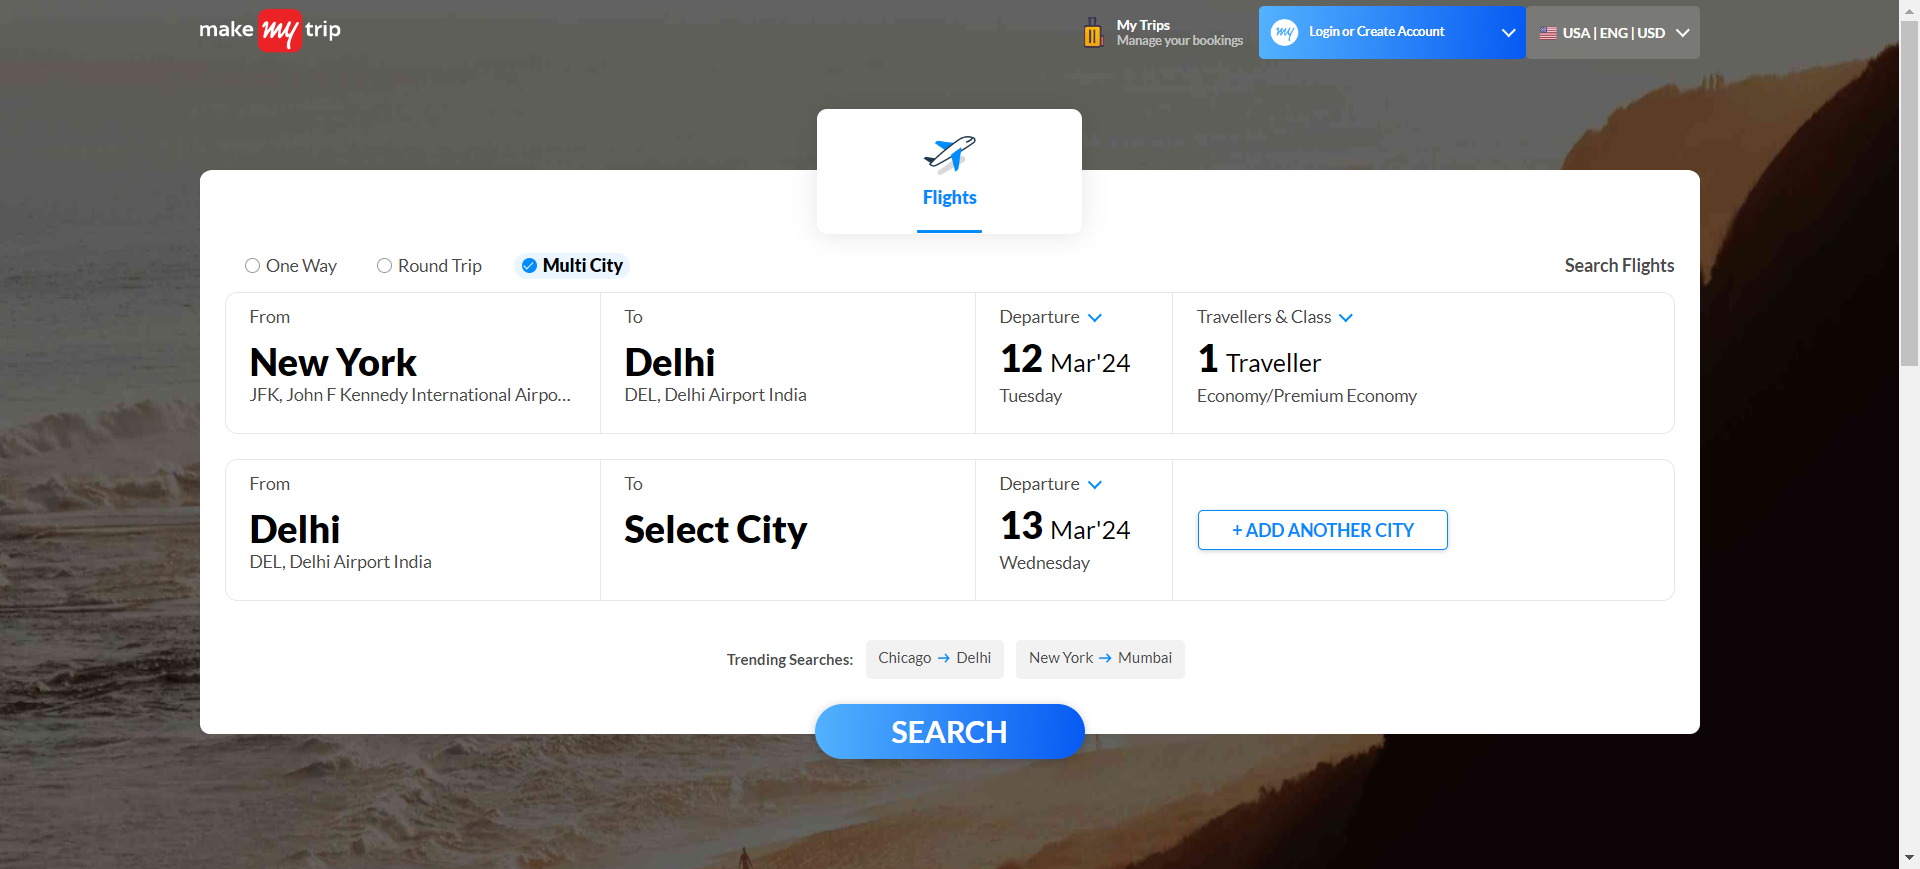 make my trip
My Trips
Manage your bookings
my Login or Create Account
USA | ENG | USD
Flights
One Way
Round Trip
Multi City
Search Flights
From
New York
JFK, John F Kennedy International Airpo...
To
Delhi
DEL, Delhi Airport India
Departure
12 Mar'24
Tuesday
Travellers & Class
1 Traveller
Economy/Premium Economy
From
Delhi
DEL, Delhi Airport India
To
Select City
Departure
13 Mar'24
Wednesday
+ ADD ANOTHER CITY
Trending Searches:
Chicago → Delhi
New York → Mumbai
SEARCH